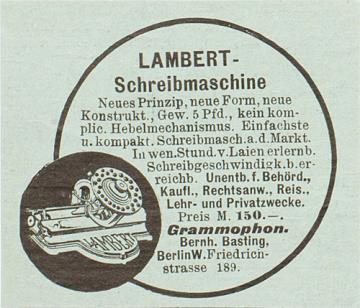 LAMBERT-
Schreibmaschine
Neues Prinzip, neue Form, neue
Konstrukt., Gew. 5 Pfd., kein kom-
plic. Hebelmechanismus. Einfachste
u. kompakt. Schreibmasch. a. d. Markt.
In wen. Stund. v. Laien erlernb.
Schreibgeschwindigk. b. er-
reichb. Unentb. f. Behörd.,
Kaufl., Rechtsanw., Reis.,
Lehr- und Privatzwecke.
Preis M. 150.—.
Grammophon.
Bernh. Basting,
Berlin W. Friedrich-
strasse 189.
LAMBERT